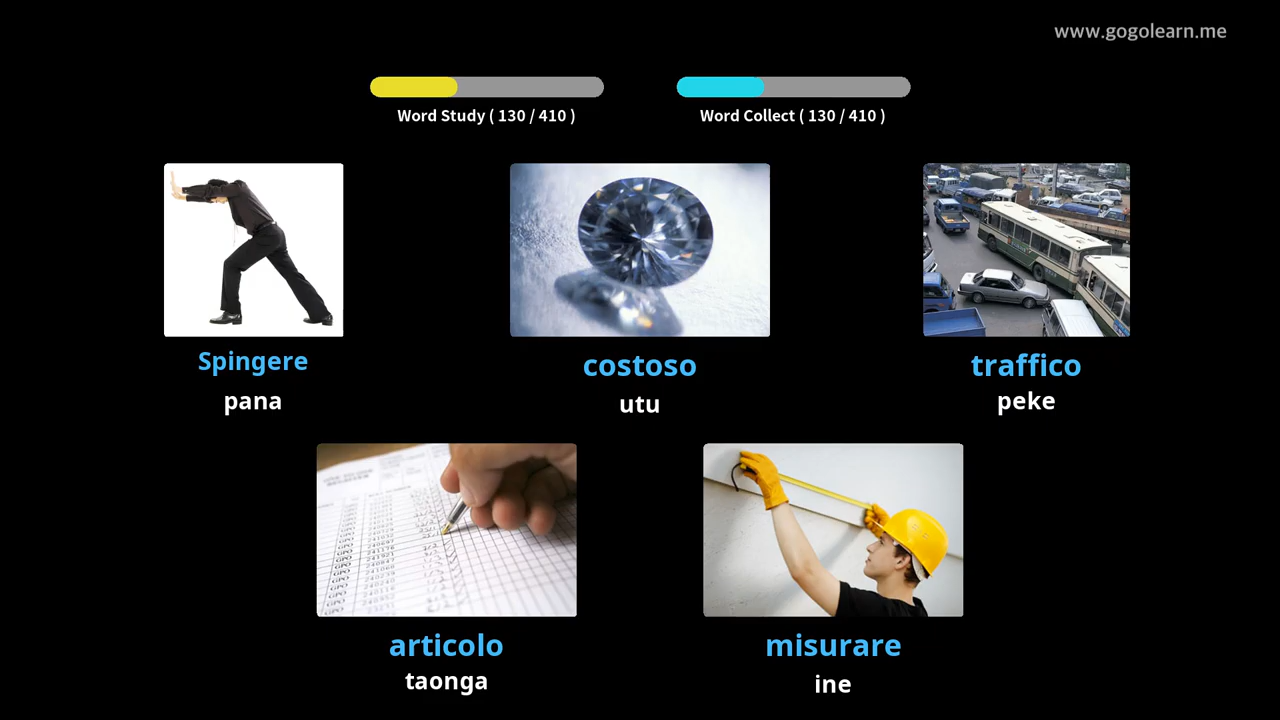 www.gogolearn.me
Word Study ( 130 / 410 )
Word Collect ( 130 / 410 )
Spingere
pana
costoso
utu
traffico
peke
articolo
taonga
misurare
ine